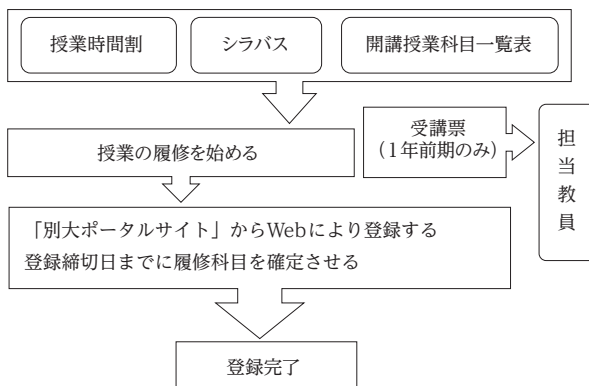 授業時間割
シラバス
開講授業科目一覧表
授業の履修を始める
受講票
(1年前期のみ)
担当教員
「別大ポータルサイト」からWebにより登録する
登録締切日までに履修科目を確定させる
登録完了